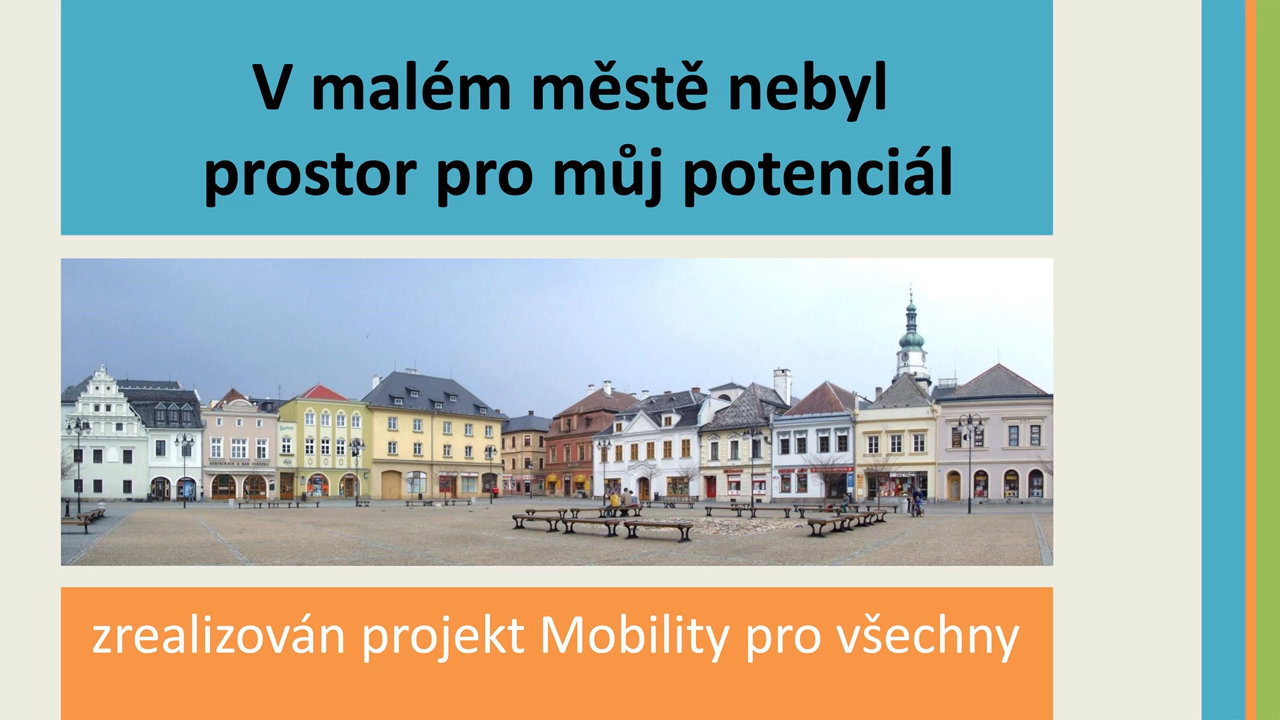 V malém městě nebyl
prostor pro můj potenciál
zrealizován projekt Mobility pro všechny